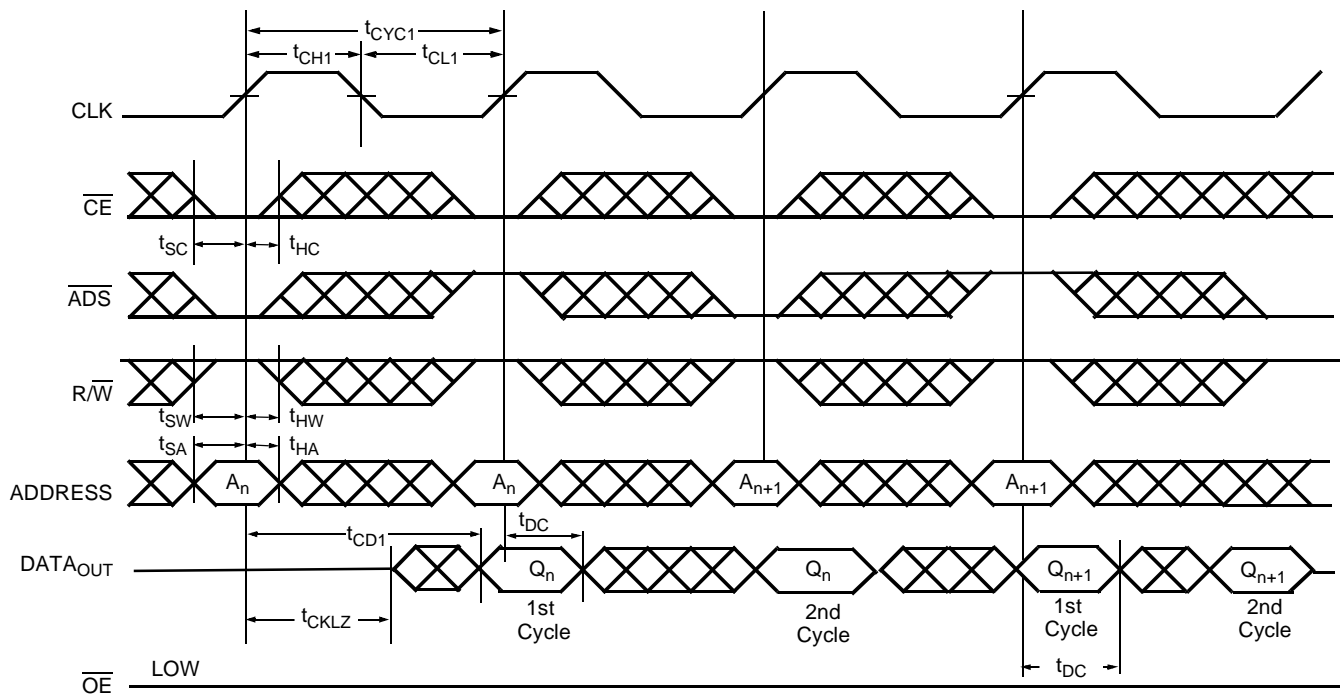 tCYC1
tCH1
tCL1
CLK
CE
tSC
tHC
ADS
R/W
tSW
tHW
tSA
tHA
ADDRESS
An
An
An+1
An+1
tCD1
tDC
DATAOUT
Qn
Qn
Qn+1
Qn+1
tCKLZ
1st
Cycle
2nd
Cycle
1st
Cycle
2nd
Cycle
tDC
LOW
OE